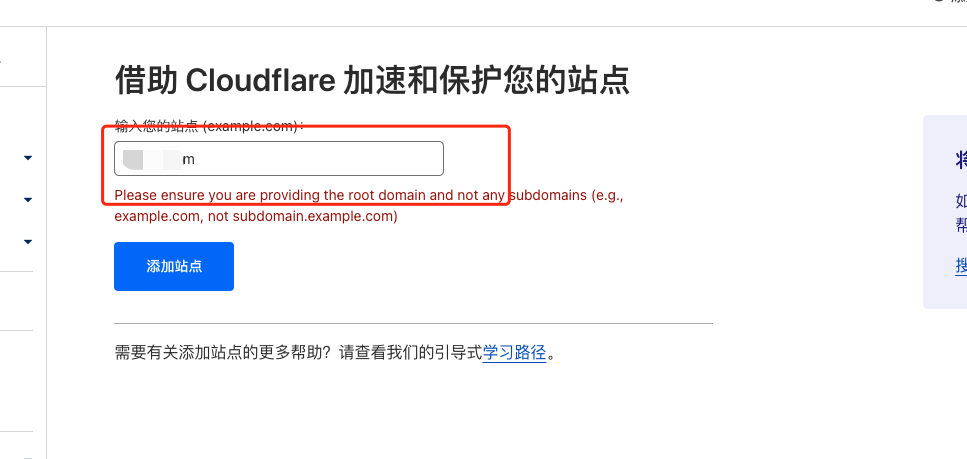 借助 Cloudflare 加速和保护您的站点
输入您的站点 (example.com)：
m
Please ensure you are providing the root domain and not any subdomains (e.g.,
example.com, not subdomain.example.com)
添加站点
需要有关添加站点的更多帮助？请查看我们的引导式学习路径。
将
如
帮
搜